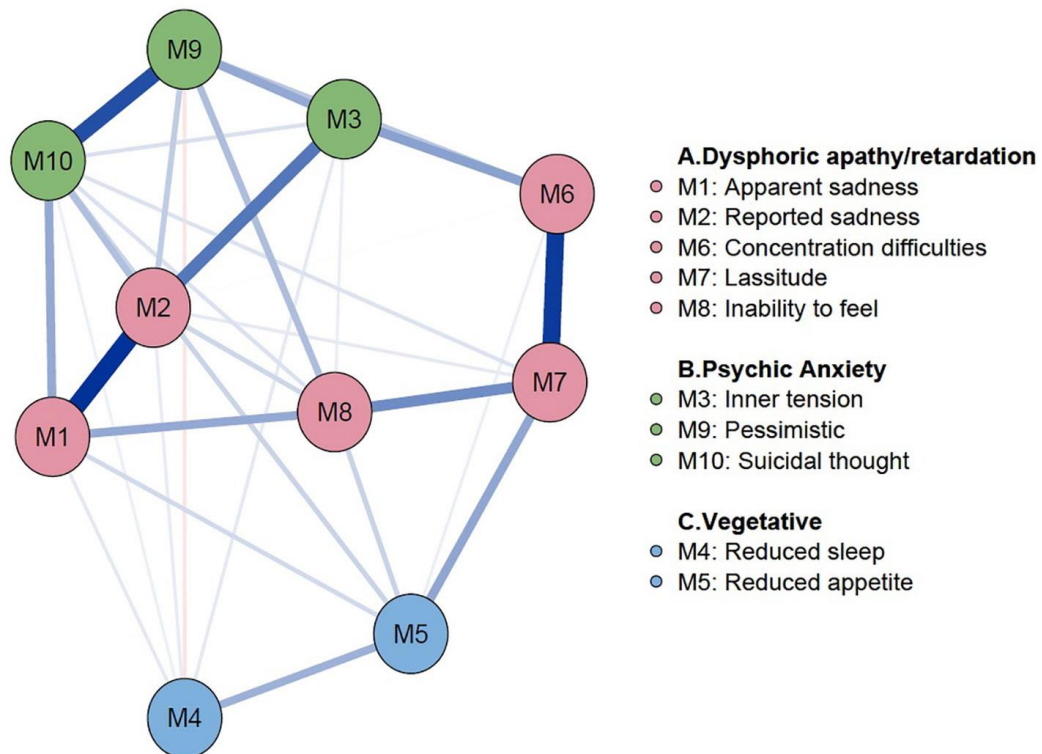 M9
M3
M10
M6
M2
M7
M8
M1
M5
M4
A.Dysphoric apathy/retardation
M1: Apparent sadness
M2: Reported sadness
M6: Concentration difficulties
M7: Lassitude
M8: Inability to feel
B.Psychic Anxiety
M3: Inner tension
M9: Pessimistic
M10: Suicidal thought
C.Vegetative
M4: Reduced sleep
M5: Reduced appetite